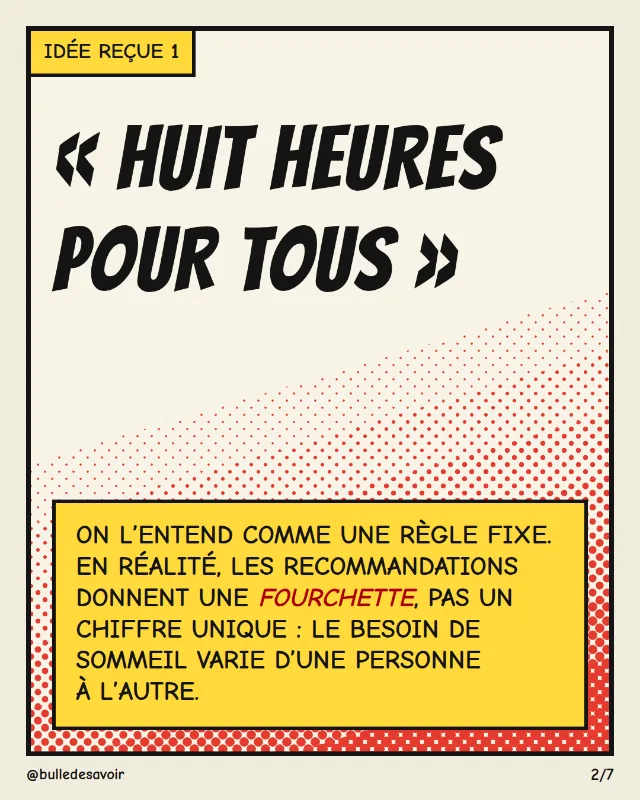 IDÉE REÇUE 1
« HUIT HEURES
POUR TOUS »
ON L'ENTEND COMME UNE RÈGLE FIXE.
EN RÉALITÉ, LES RECOMMANDATIONS
DONNENT UNE FOURCHETTE, PAS UN
CHIFFRE UNIQUE : LE BESOIN DE
SOMMEIL VARIE D'UNE PERSONNE
À L'AUTRE.
@bulledesavoir
2/7